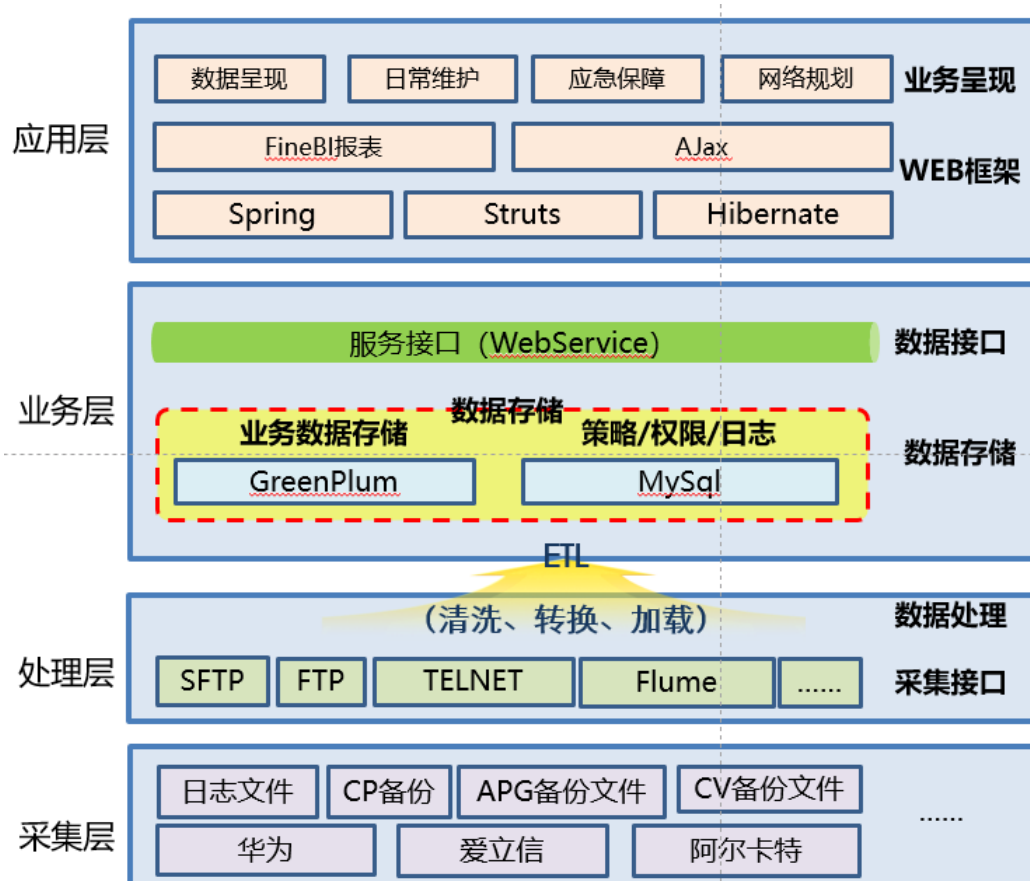 应用层
数据呈现 日常维护 应急保障 网络规划 业务呈现
FineBI报表 AJax
WEB框架
Spring Struts Hibernate
业务层
服务接口（WebService） 数据接口
数据存储
业务数据存储 策略/权限/日志
数据存储
GreenPlum MySql
ETL
（清洗、转换、加载） 数据处理
处理层
SFTP FTP TELNET Flume ...... 采集接口
采集层
日志文件 CP备份 APG备份文件 CV备份文件
......
华为 爱立信 阿尔卡特